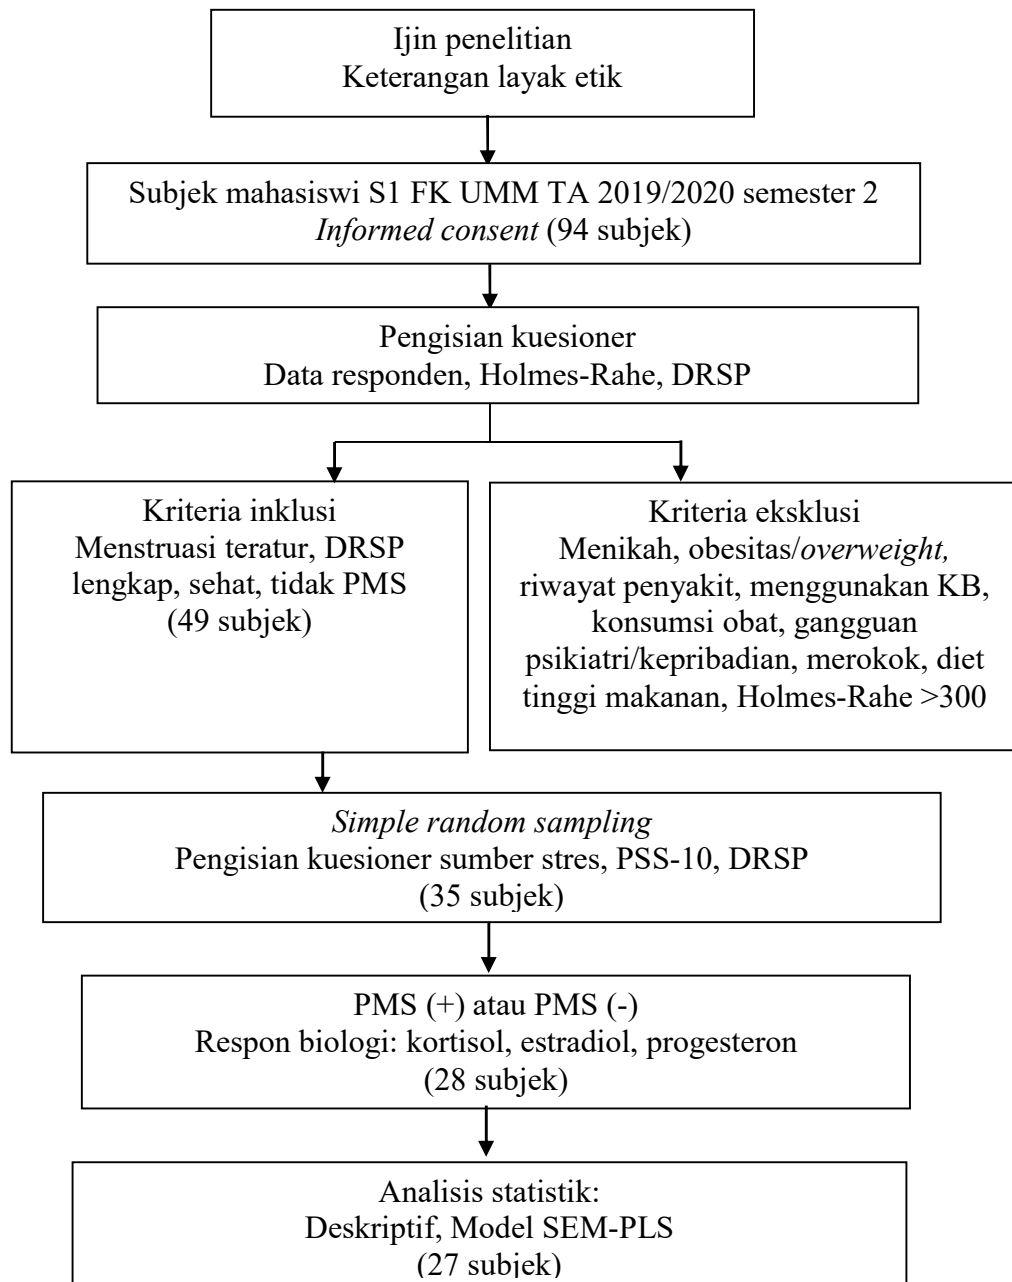 Ijin penelitian
Keterangan layak etik
Subjek mahasiswi S1 FK UMM TA 2019/2020 semester 2
Informed consent (94 subjek)
Pengisian kuesioner
Data responden, Holmes-Rahe, DRSP
Kriteria inklusi
Menstruasi teratur, DRSP
lengkap, sehat, tidak PMS
(49 subjek)
Kriteria eksklusi
Menikah, obesitas/overweight,
riwayat penyakit, menggunakan KB,
konsumsi obat, gangguan
psikiatri/kepribadian, merokok, diet
tinggi makanan, Holmes-Rahe >300
Simple random sampling
Pengisian kuesioner sumber stres, PSS-10, DRSP
(35 subjek)
PMS (+) atau PMS (-)
Respon biologi: kortisol, estradiol, progesteron
(28 subjek)
Analisis statistik:
Deskriptif, Model SEM-PLS
(27 subjek)